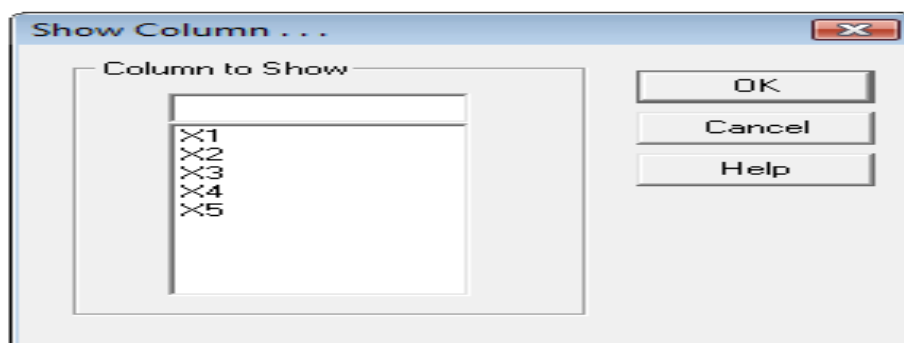 Show Column . . .
Column to Show
X1
X2
X3
X4
X5
OK
Cancel
Help